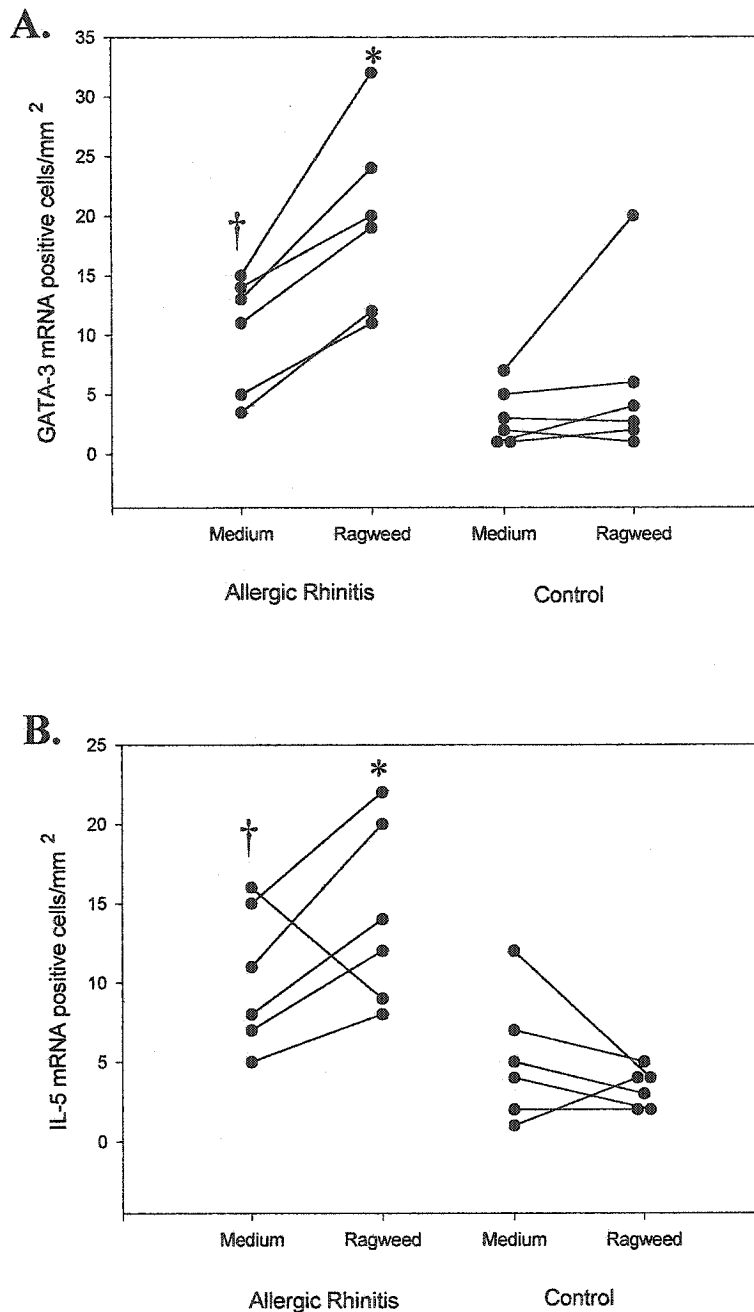 A.
GATA-3 mRNA positive cells/mm 2
35
30
25
20
15
10
5
0
†
*
Medium Ragweed Medium Ragweed
Allergic Rhinitis Control
B.
IL-5 mRNA positive cells/mm 2
25
20
15
10
5
0
†
*
Medium Ragweed Medium Ragweed
Allergic Rhinitis Control